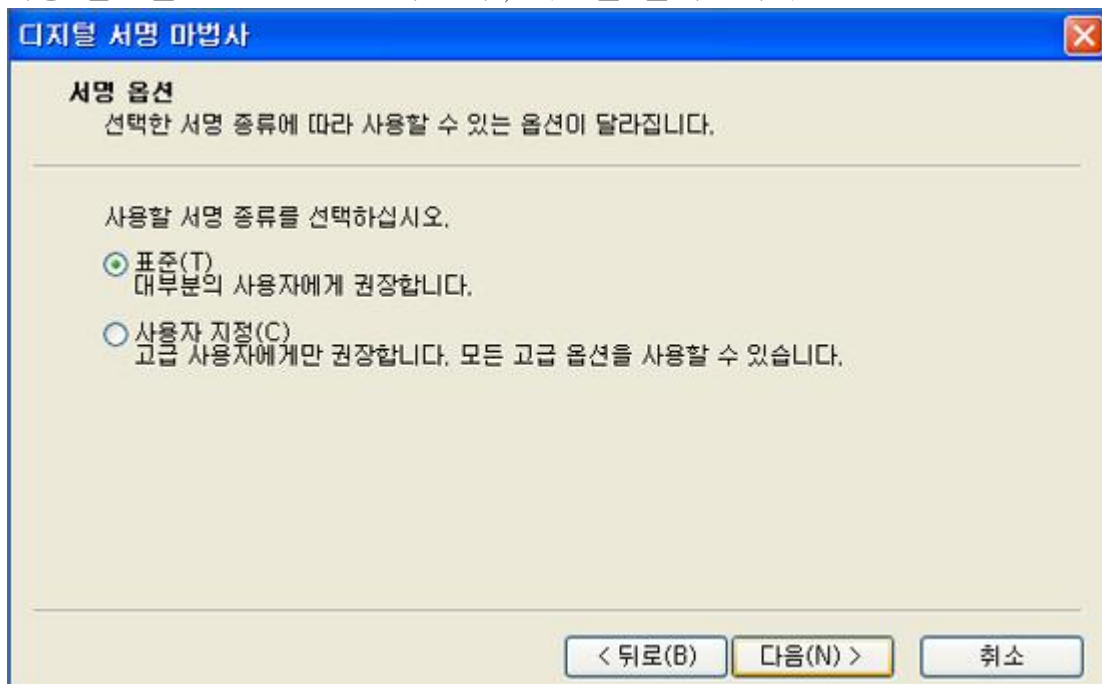 디지털 서명 마법사
서명 옵션
선택한 서명 종류에 따라 사용할 수 있는 옵션이 달라집니다.
사용할 서명 종류를 선택하십시오.
표준(T)
대부분의 사용자에게 권장합니다.
사용자 지정(C)
고급 사용자에게만 권장합니다. 모든 고급 옵션을 사용할 수 있습니다.
< 뒤로(B) 다음(N) > 취소